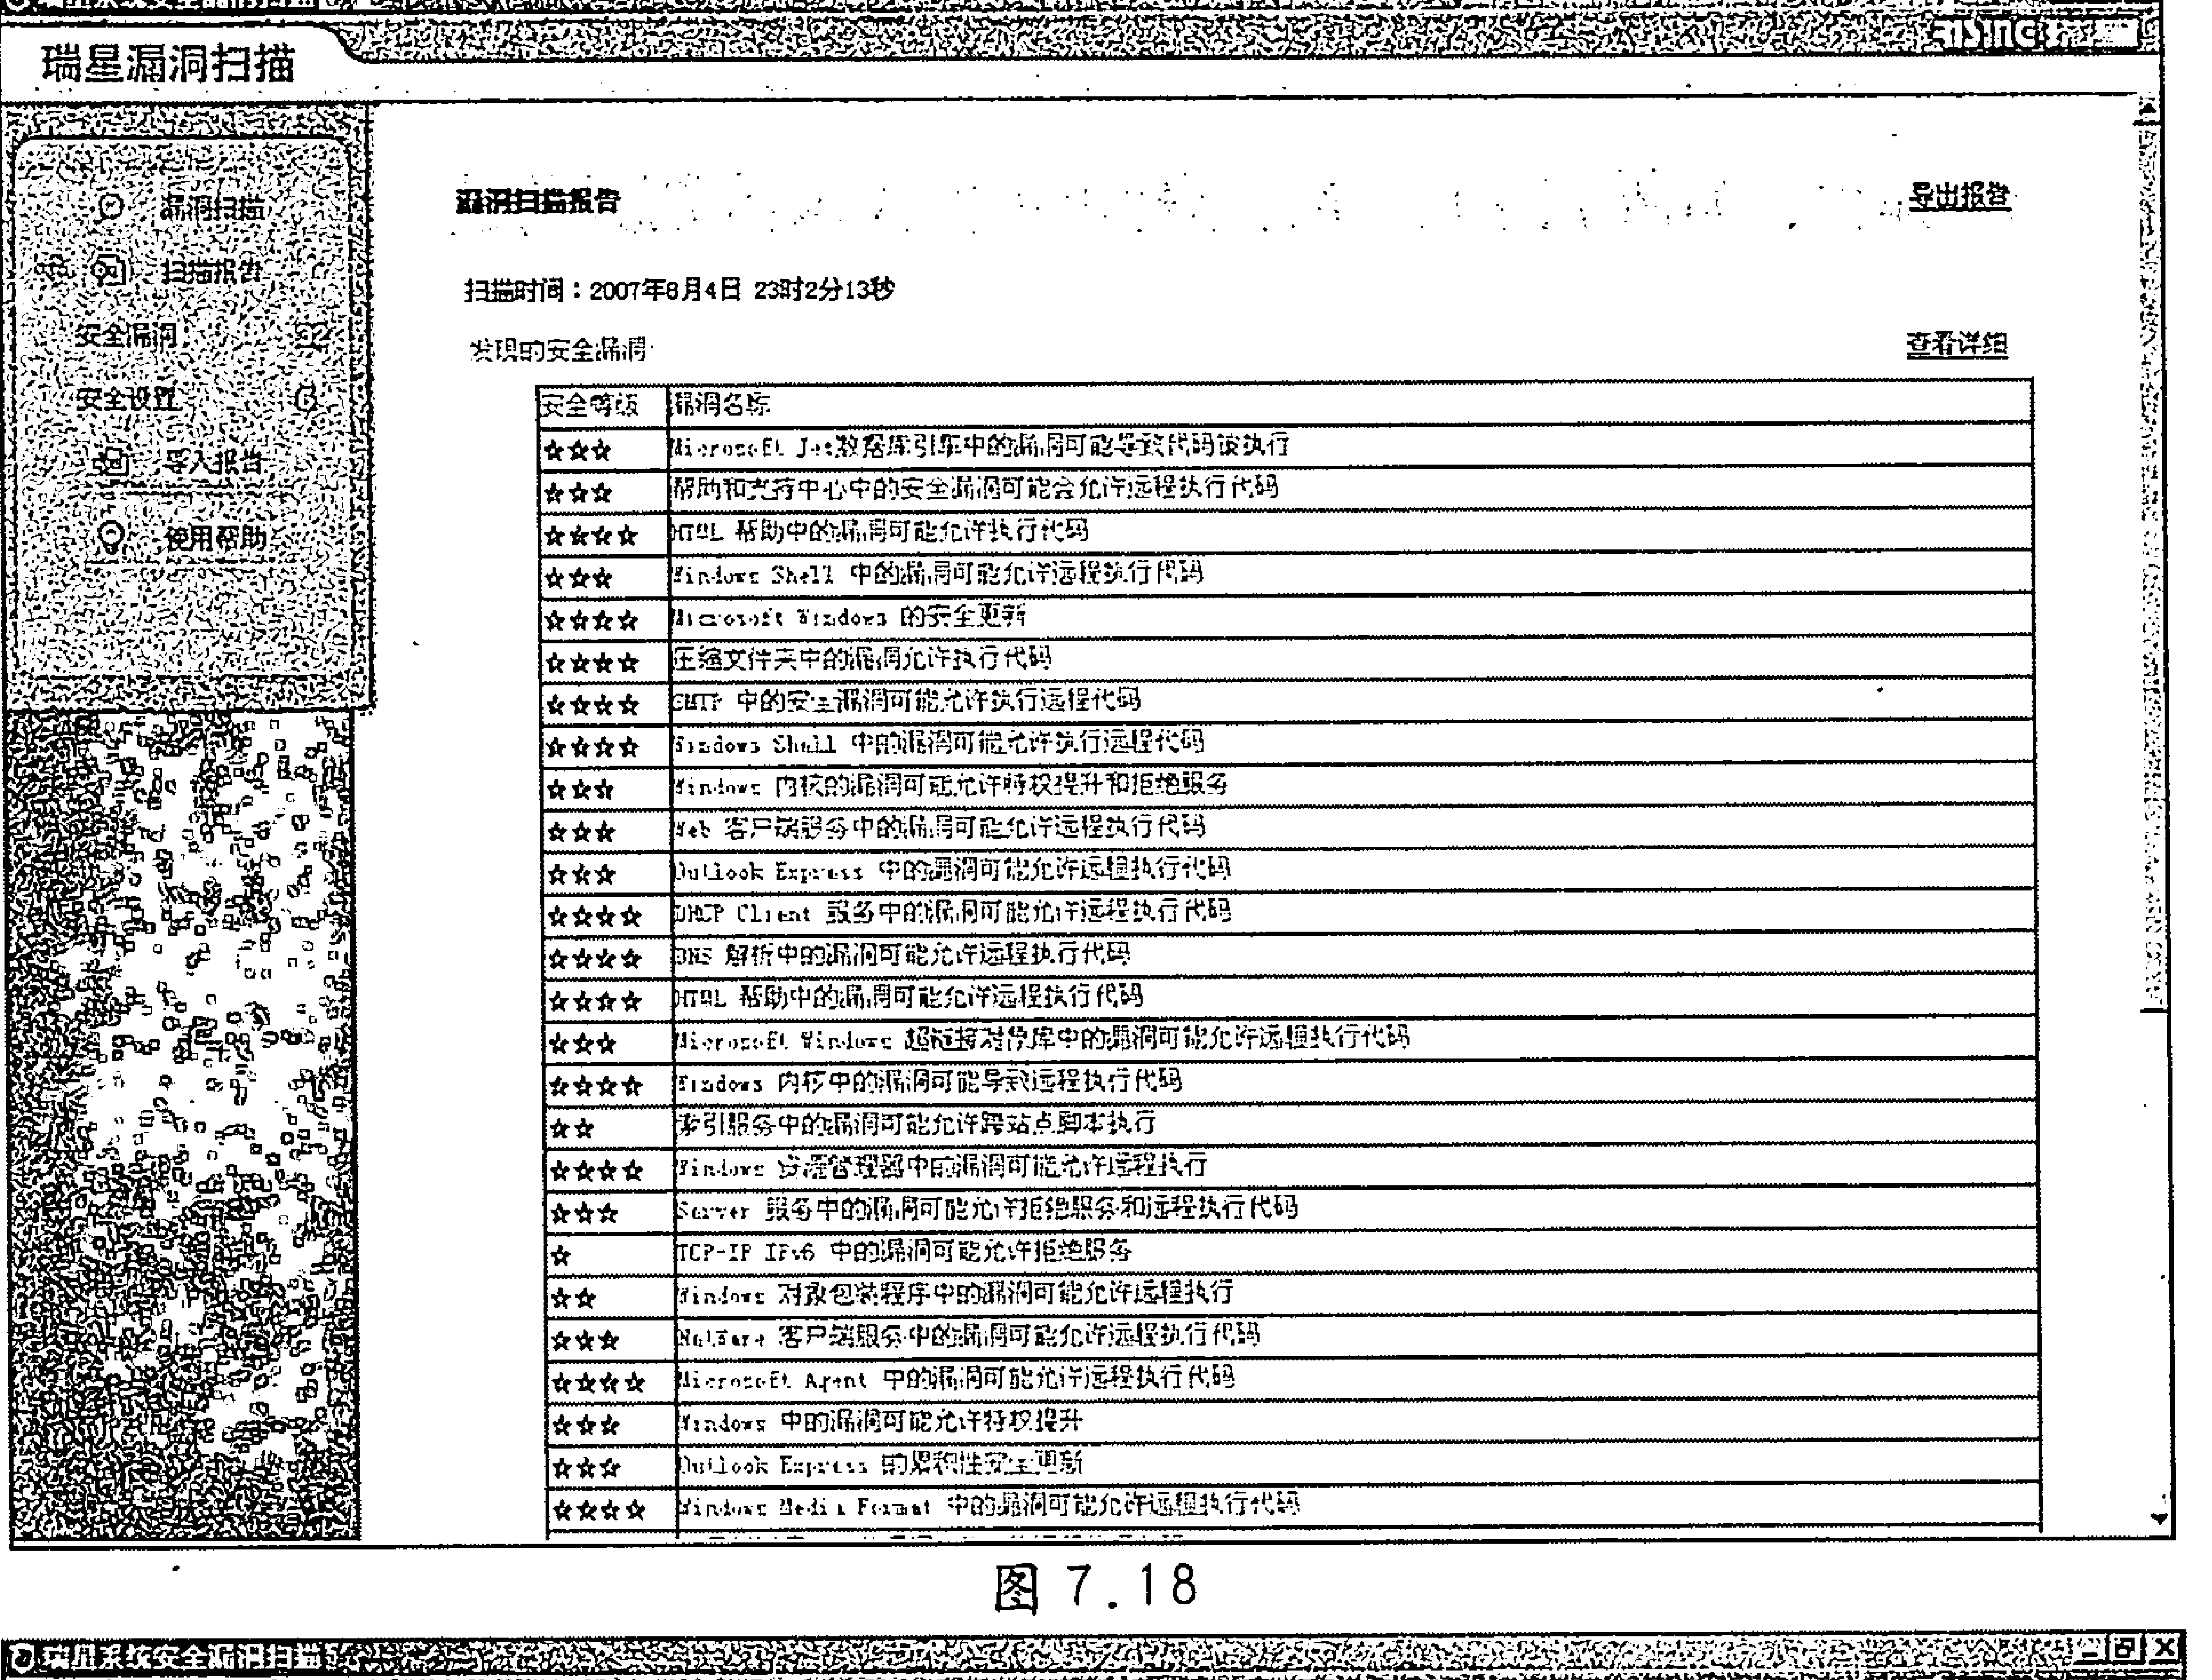 瑞星漏洞扫描
漏洞扫描
扫描报告
安全漏洞 32
安全设置 6
导入报告
使用帮助
漏洞扫描报告 导出报告
扫描时间：2007年8月4日 23时2分13秒
发现的安全漏洞 查看详细
安全等级 漏洞名称
☆☆☆ Microsoft Jet数据库引擎中的漏洞可能导致代码被执行
☆☆☆ 帮助和支持中心中的安全漏洞可能会允许远程执行代码
☆☆☆☆ HTML 帮助中的漏洞可能允许执行代码
☆☆☆ Windows Shell 中的漏洞可能允许远程执行代码
☆☆☆☆ Microsoft Windows 的安全更新
☆☆☆☆ 压缩文件夹中的漏洞允许执行代码
☆☆☆☆ SMTP 中的安全漏洞可能允许执行远程代码
☆☆☆☆ Windows Shell 中的漏洞可能允许执行远程代码
☆☆☆ Windows 内核的漏洞可能允许特权提升和拒绝服务
☆☆☆ Web 客户端服务中的漏洞可能允许远程执行代码
☆☆☆ Outlook Express 中的漏洞可能允许远程执行代码
☆☆☆☆ DHCP Client 服务中的漏洞可能允许远程执行代码
☆☆☆☆ DNS 解析中的漏洞可能允许远程执行代码
☆☆☆☆ HTML 帮助中的漏洞可能允许远程执行代码
☆☆☆ Microsoft Windows 超链接对象库中的漏洞可能允许远程执行代码
☆☆☆☆ Windows 内核中的漏洞可能导致远程执行代码
☆☆ 索引服务中的漏洞可能允许跨站点脚本执行
☆☆☆☆ Windows 资源管理器中的漏洞可能允许远程执行
☆☆☆ Server 服务中的漏洞可能允许拒绝服务和远程执行代码
☆ TCP-IP IPv6 中的漏洞可能允许拒绝服务
☆☆ Windows 对象包装程序中的漏洞可能允许远程执行
☆☆☆ NetWare 客户端服务中的漏洞可能允许远程执行代码
☆☆☆☆ Microsoft Agent 中的漏洞可能允许远程执行代码
☆☆☆ Windows 中的漏洞可能允许特权提升
☆☆☆ Outlook Express 的累积性安全更新
☆☆☆☆ Windows Media Format 中的漏洞可能允许远程执行代码
图 7.18
瑞星系统安全漏洞扫描